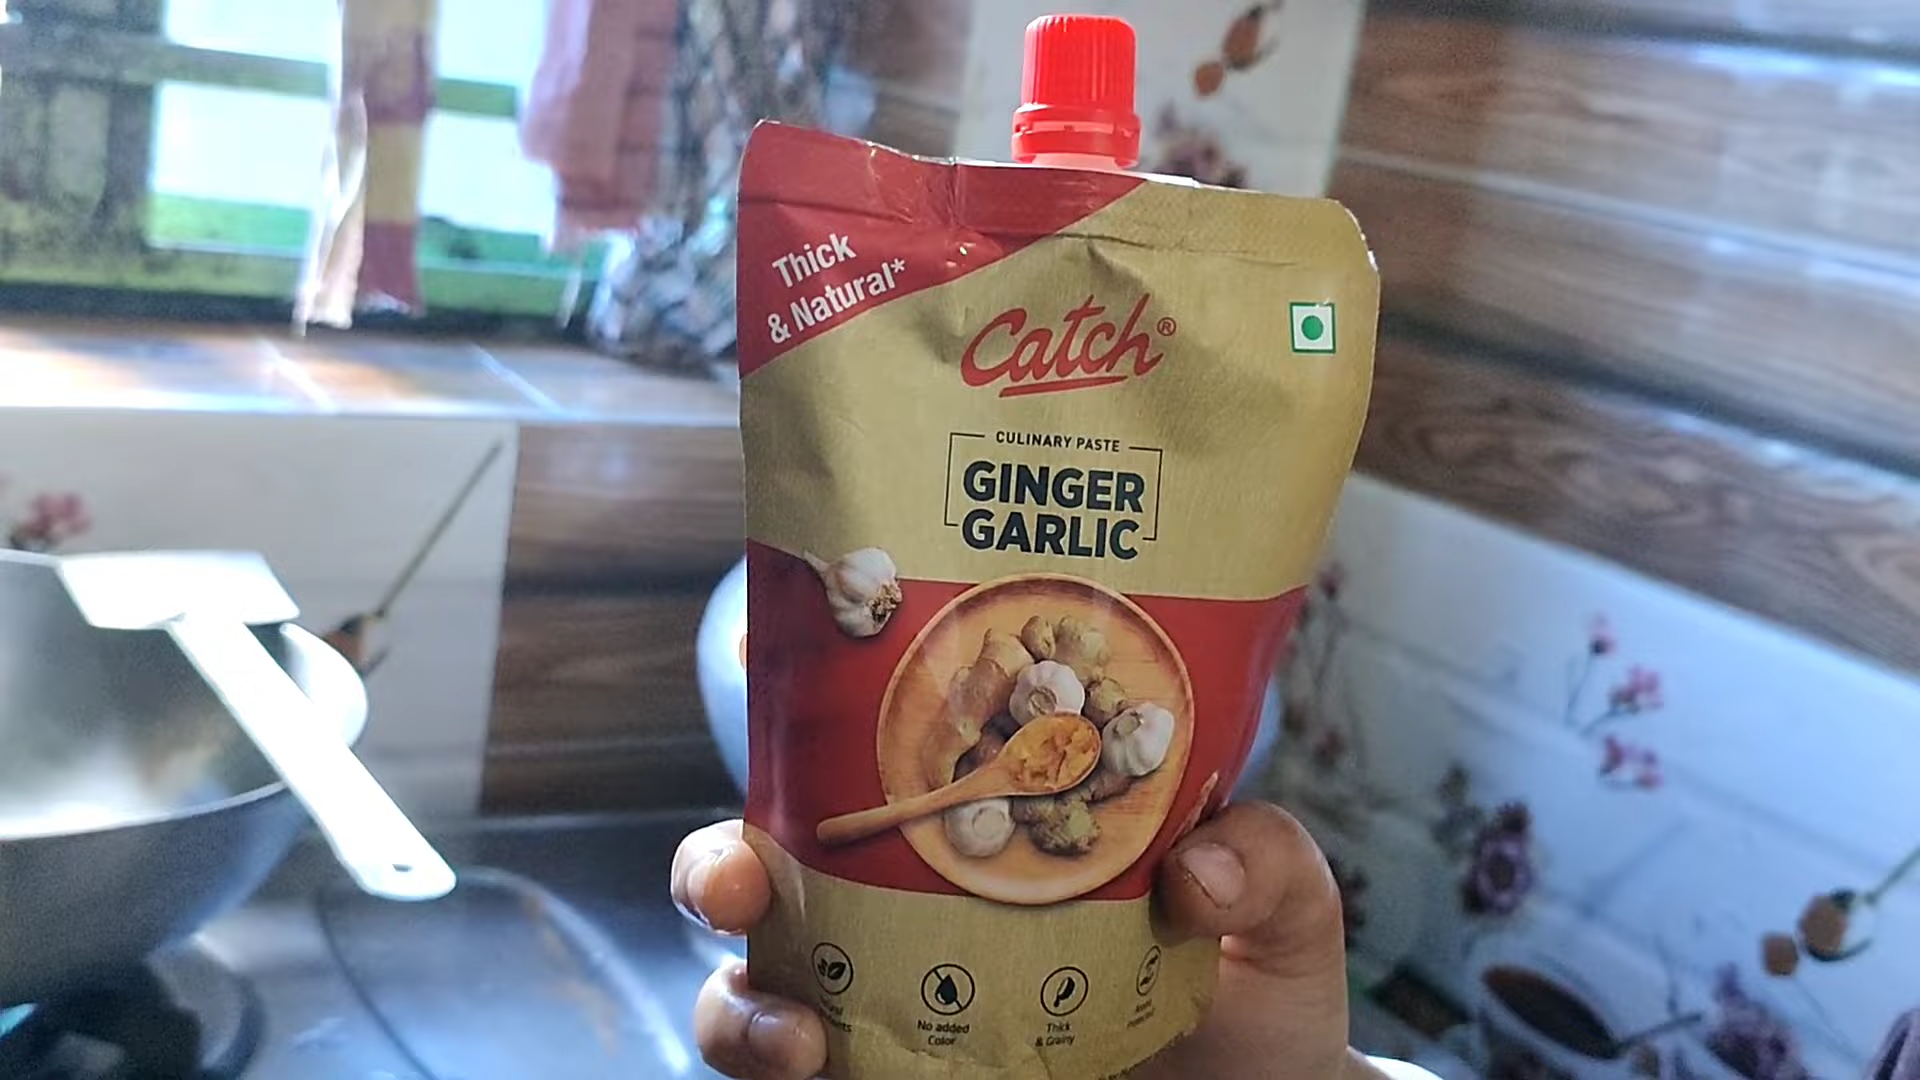 Thick
& Natural*
Catch®
CULINARY PASTE
GINGER
GARLIC
No added
Color
Thick
& Grainy